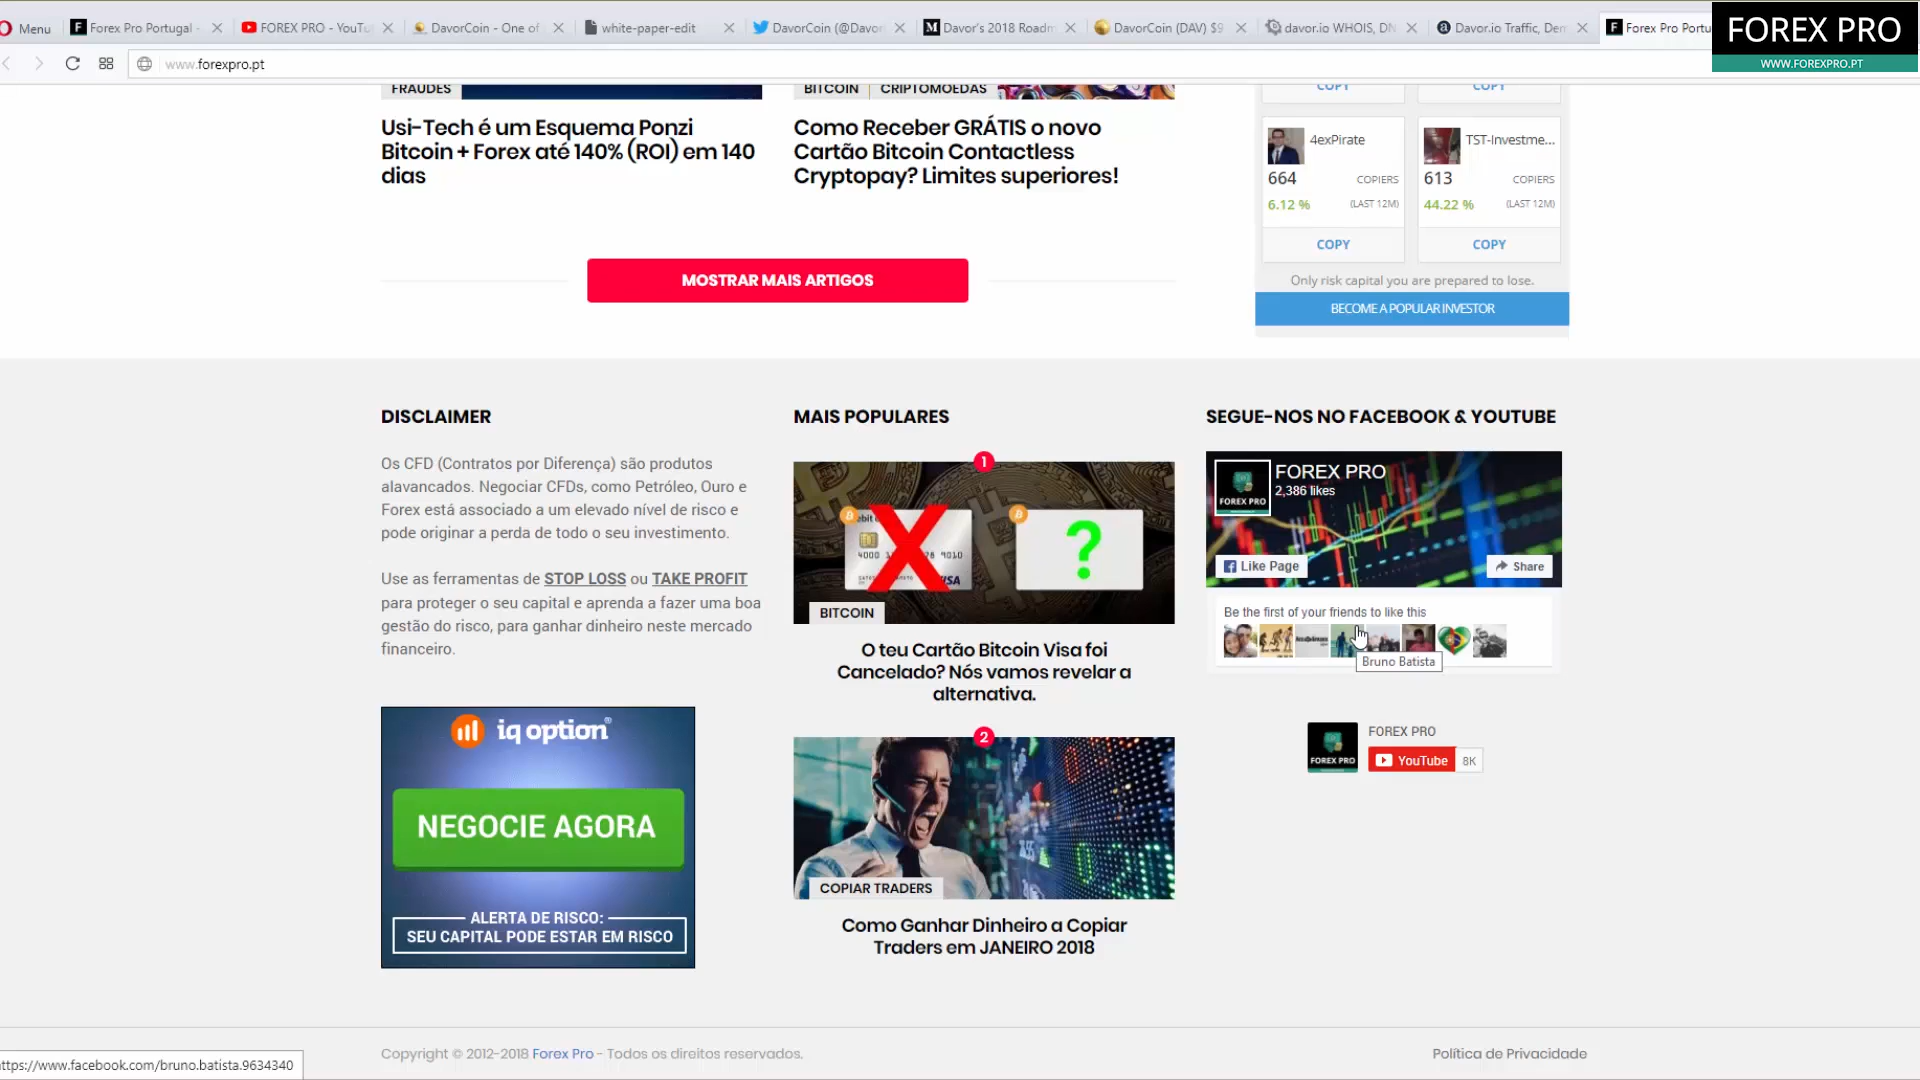 Menu
Forex Pro Portugal -
FOREX PRO - YouTu
DavorCoin - One of
white-paper-edit
DavorCoin (@Davor
Davor's 2018 Roadm
DavorCoin (DAV) $9
davor.io WHOIS, DN
Davor.io Traffic, Dem
Forex Pro Portu
FOREX PRO
WWW.FOREXPRO.PT
www.forexpro.pt
FRAUDES
Usi-Tech é um Esquema Ponzi
Bitcoin + Forex até 140% (ROI) em 140
dias
BITCOIN
CRIPTOMOEDAS
Como Receber GRÁTIS o novo
Cartão Bitcoin Contactless
Cryptopay? Limites superiores!
MOSTRAR MAIS ARTIGOS
COPY
COPY
4exPirate
664 COPIERS
6.12 % (LAST 12M)
COPY
TST-Investme...
613 COPIERS
44.22 % (LAST 12M)
COPY
Only risk capital you are prepared to lose.
BECOME A POPULAR INVESTOR
DISCLAIMER
Os CFD (Contratos por Diferença) são produtos
alavancados. Negociar CFDs, como Petróleo, Ouro e
Forex está associado a um elevado nível de risco e
pode originar a perda de todo o seu investimento.
Use as ferramentas de STOP LOSS ou TAKE PROFIT
para proteger o seu capital e aprenda a fazer uma boa
gestão do risco, para ganhar dinheiro neste mercado
financeiro.
iq option®
NEGOCIE AGORA
ALERTA DE RISCO:
SEU CAPITAL PODE ESTAR EM RISCO
MAIS POPULARES
1
?
BITCOIN
O teu Cartão Bitcoin Visa foi
Cancelado? Nós vamos revelar a
alternativa.
2
COPIAR TRADERS
Como Ganhar Dinheiro a Copiar
Traders em JANEIRO 2018
SEGUE-NOS NO FACEBOOK & YOUTUBE
FOREX PRO
FOREX PRO
2,386 likes
Like Page
Share
Be the first of your friends to like this
Bruno Batista
FOREX PRO
FOREX PRO
YouTube 8K
Copyright © 2012-2018 Forex Pro - Todos os direitos reservados.
Política de Privacidade
ttps://www.facebook.com/bruno.batista.9634340